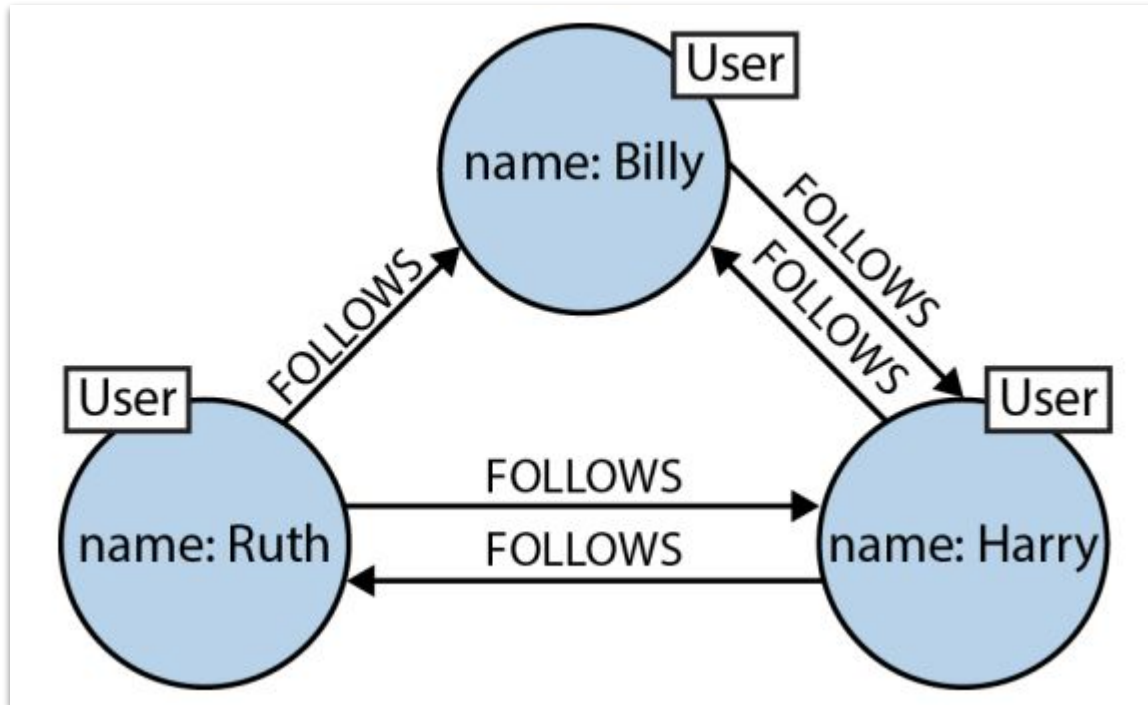 User
name: Billy
FOLLOWS
FOLLOWS
FOLLOWS
User
User
FOLLOWS
name: Ruth
name: Harry
FOLLOWS